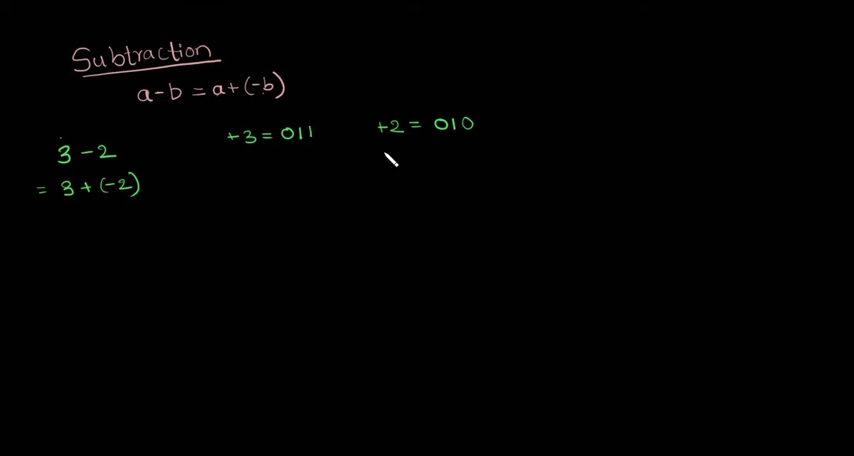 Subtraction
a-b = a+(-b)
3 - 2
= 3 + (-2)
+3 = 011
+2 = 010